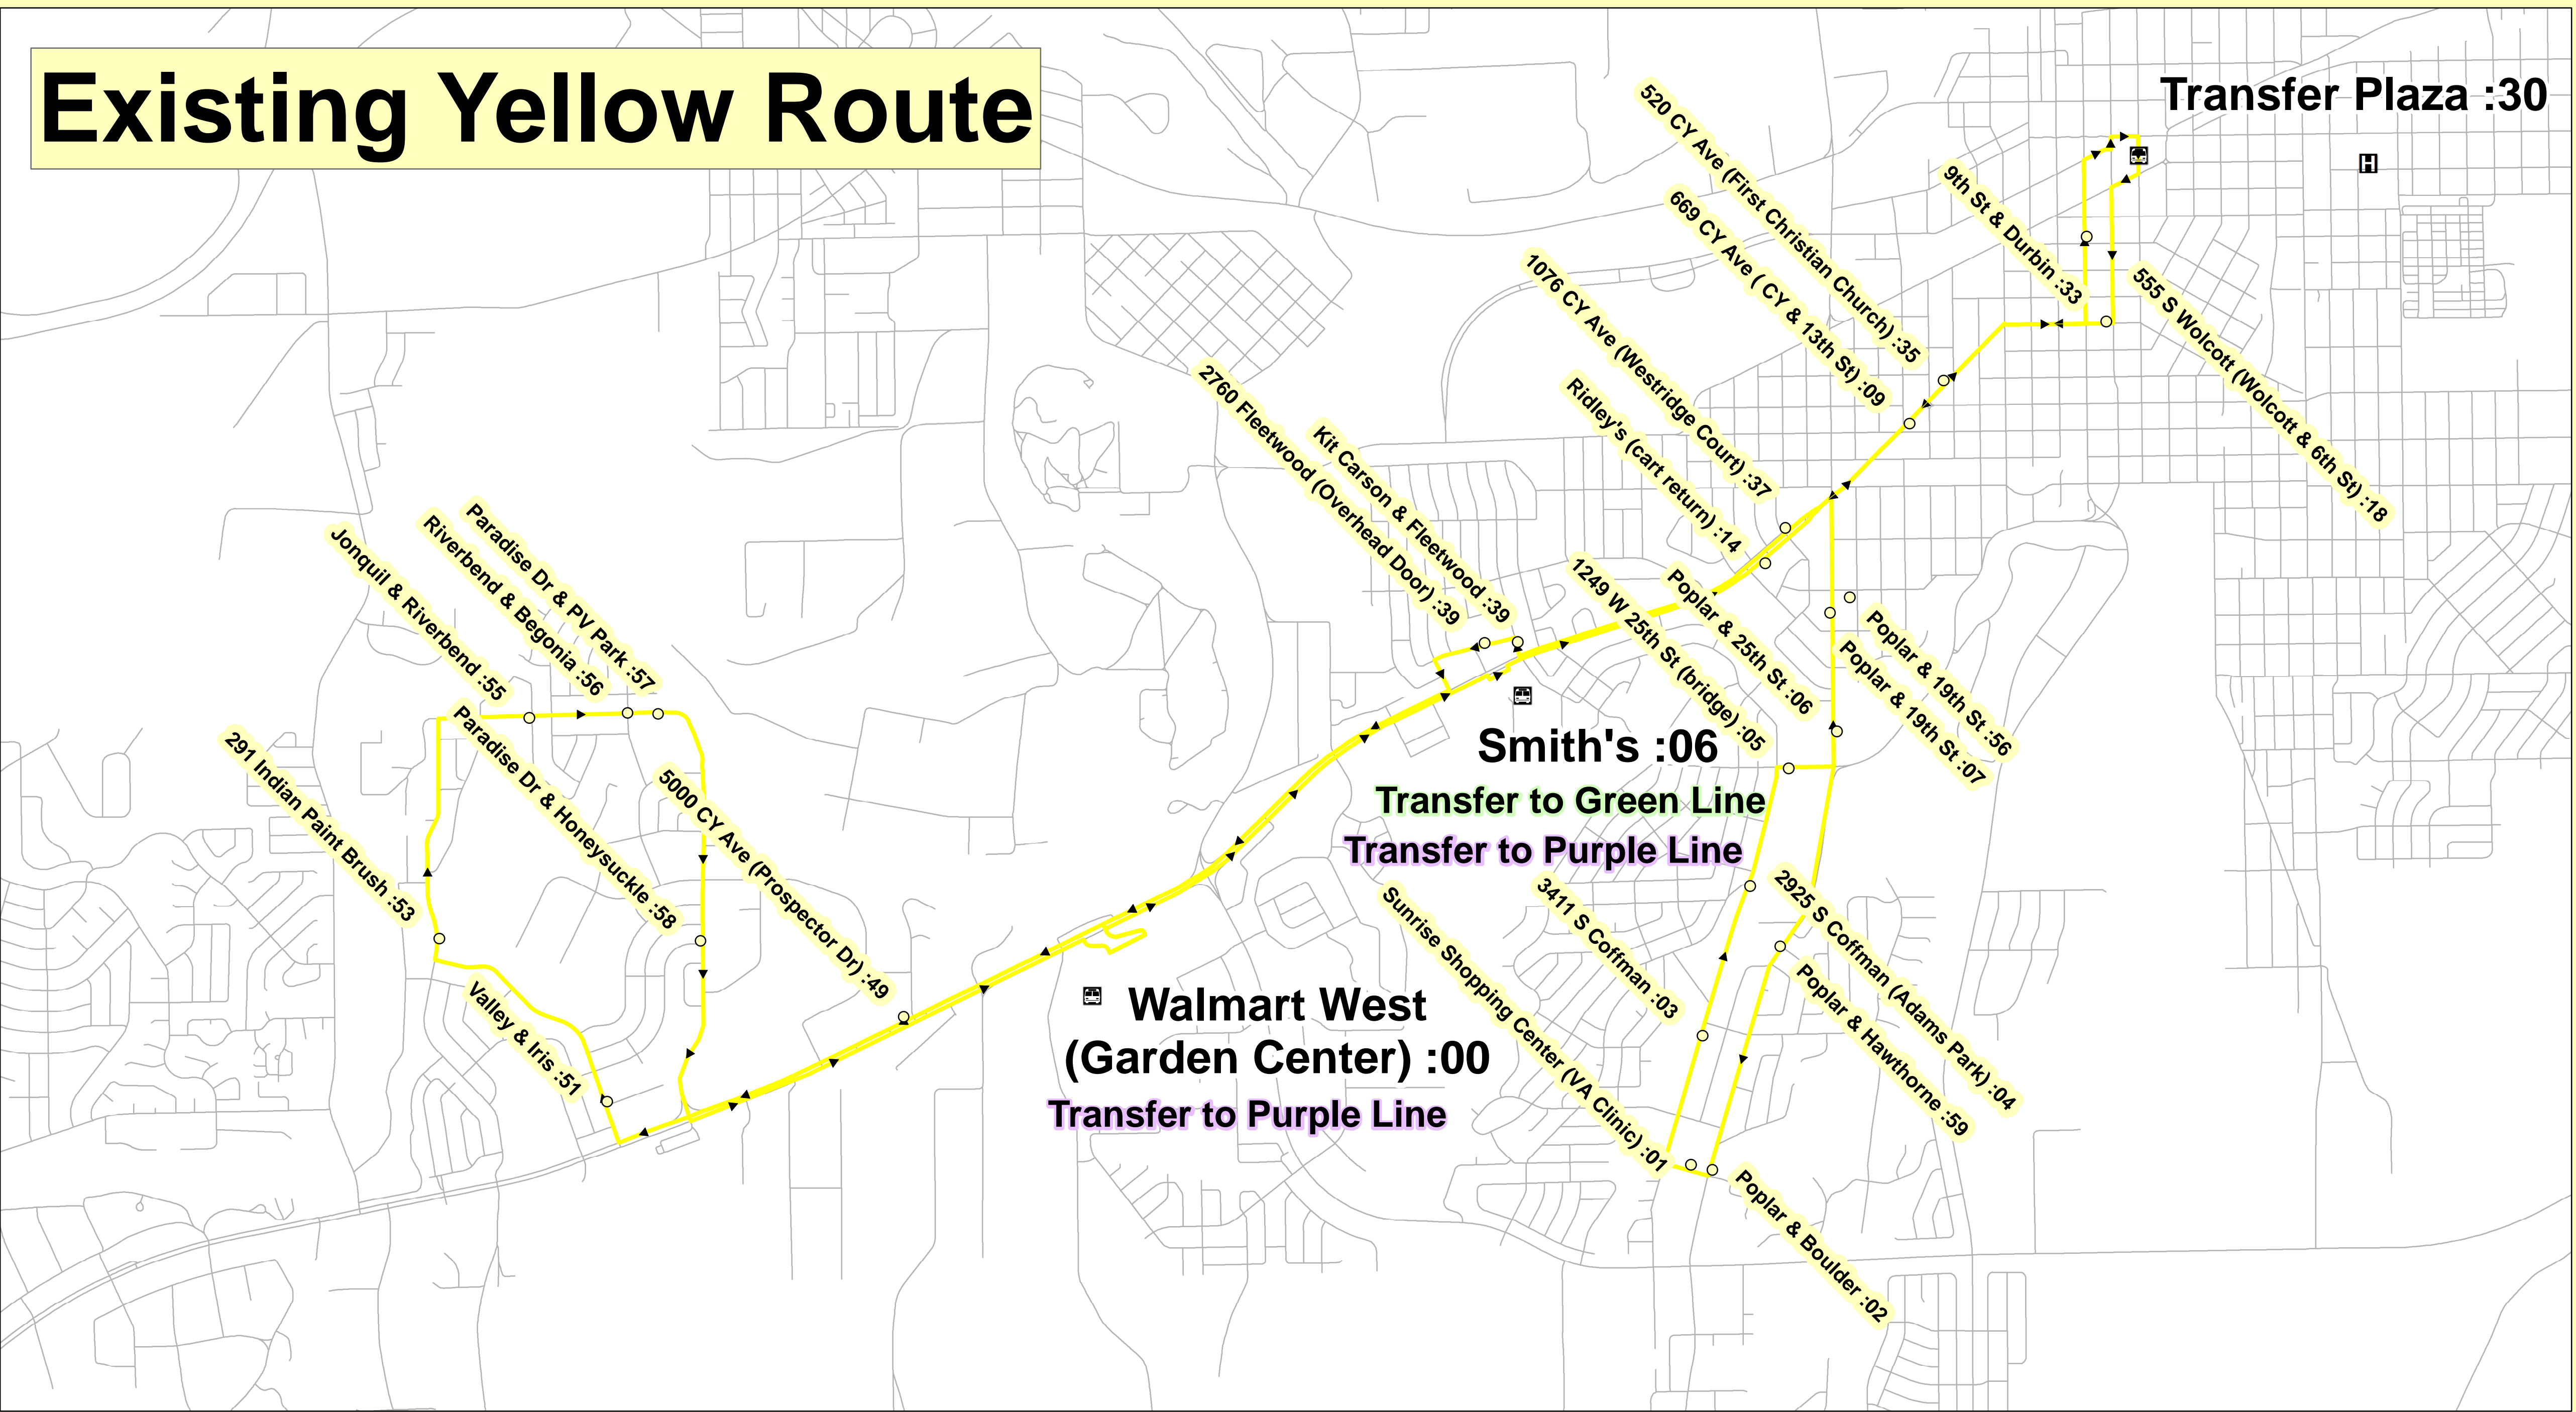 Existing Yellow Route
Transfer Plaza :30
H
520 CY Ave (First Christian Church) :35
669 CY Ave ( CY & 13th St) :09
9th St & Durbin :33
555 S Wolcott (Wolcott & 6th St) :18
1076 CY Ave (Westridge Court) :37
Ridley's (cart return) :14
2760 Fleetwood (Overhead Door) :39
Kit Carson & Fleetwood :39
1249 W 25th St (bridge) :05
Poplar & 25th St :06
Poplar & 19th St :56
Poplar & 19th St :07
Paradise Dr & PV Park :57
Riverbend & Begonia :56
Jonquil & Riverbend :55
291 Indian Paint Brush :53
Paradise Dr & Honeysuckle :58
5000 CY Ave (Prospector Dr) :49
Valley & Iris :51
Smith's :06
Transfer to Green Line
Transfer to Purple Line
Sunrise Shopping Center (VA Clinic) :01
3411 S Coffman :03
2925 S Coffman (Adams Park) :04
Poplar & Hawthorne :59
Walmart West
(Garden Center) :00
Transfer to Purple Line
Poplar & Boulder :02